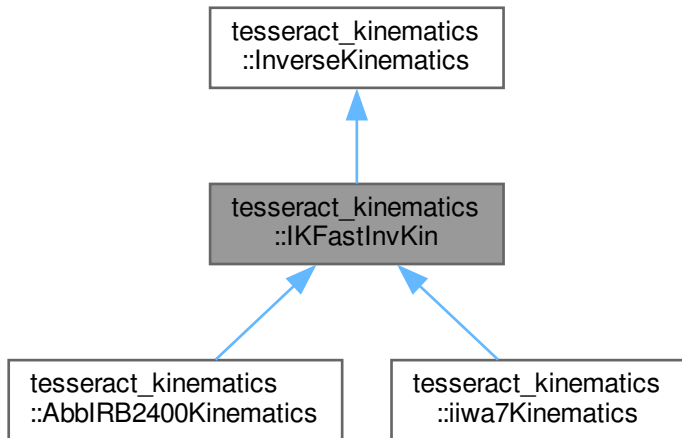 tesseract_kinematics
::InverseKinematics
tesseract_kinematics
::IKFastInvKin
tesseract_kinematics
::AbbIRB2400Kinematics
tesseract_kinematics
::iiwa7Kinematics